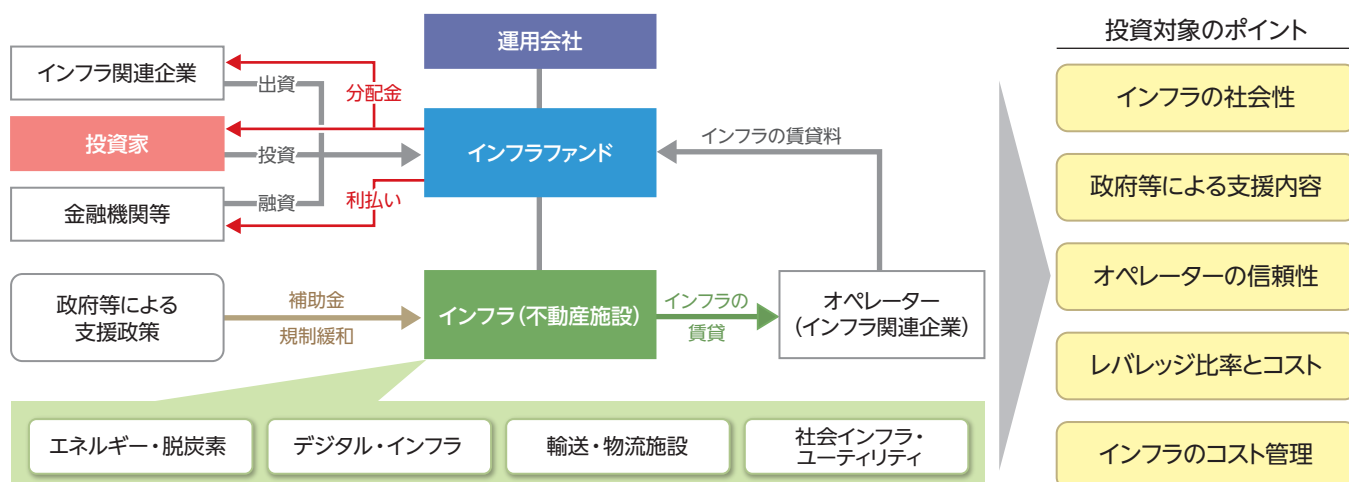 運用会社
インフラ関連企業
出資
分配金
投資家
投資
インフラファンド
インフラの賃貸料
金融機関等
融資
利払い
政府等による
支援政策
補助金
規制緩和
インフラ（不動産施設）
インフラの
賃貸
オペレーター
（インフラ関連企業）
エネルギー・脱炭素
デジタル・インフラ
輸送・物流施設
社会インフラ・
ユーティリティ
投資対象のポイント
インフラの社会性
政府等による支援内容
オペレーターの信頼性
レバレッジ比率とコスト
インフラのコスト管理